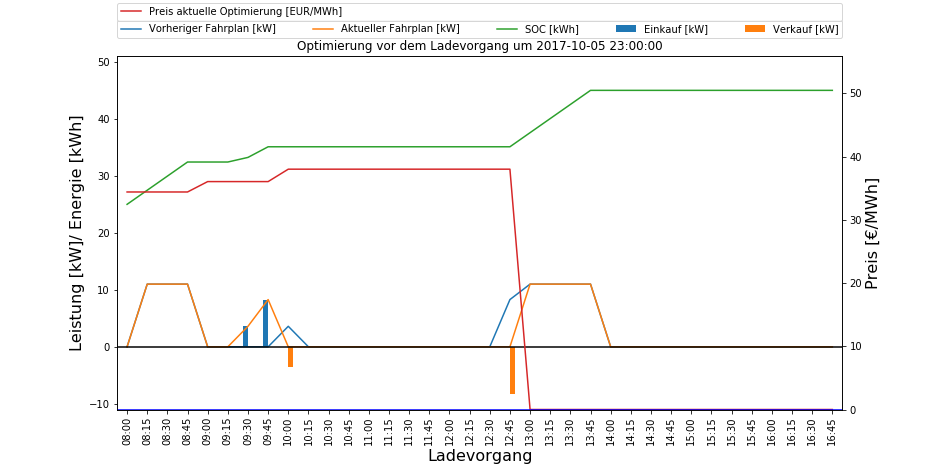 Preis aktuelle Optimierung [EUR/MWh]
Vorheriger Fahrplan [kW] Aktueller Fahrplan [kW] SOC [kWh] Einkauf [kW] Verkauf [kW]
Optimierung vor dem Ladevorgang um 2017-10-05 23:00:00
Leistung [kW]/ Energie [kWh]
50
40
30
20
10
0
−10
Preis [€/MWh]
50
40
30
20
10
0
08:00 08:15 08:30 08:45 09:00 09:15 09:30 09:45 10:00 10:15 10:30 10:45 11:00 11:15 11:30 11:45 12:00 12:15 12:30 12:45 13:00 13:15 13:30 13:45 14:00 14:15 14:30 14:45 15:00 15:15 15:30 15:45 16:00 16:15 16:30 16:45
Ladevorgang